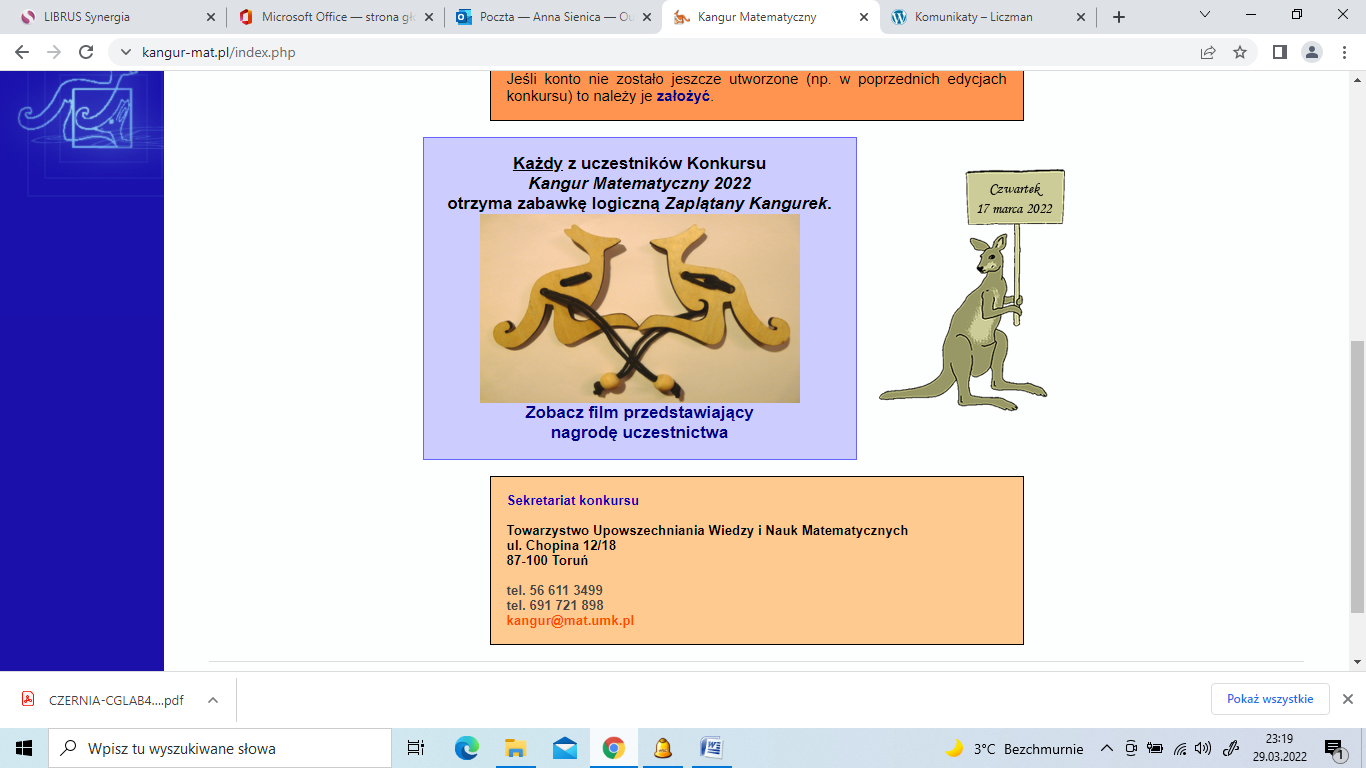 LIBRUS Synergia
Microsoft Office — strona gł
Poczta — Anna Sienica — Ou
Kangur Matematyczny
Komunikaty – Liczman
kangur-mat.pl/index.php
Jeśli konto nie zostało jeszcze utworzone (np. w poprzednich edycjach
konkursu) to należy je założyć.
Każdy z uczestników Konkursu
Kangur Matematyczny 2022
otrzyma zabawkę logiczną Zaplątany Kangurek.
Zobacz film przedstawiający
nagrodę uczestnictwa
Czwartek
17 marca 2022
Sekretariat konkursu
Towarzystwo Upowszechniania Wiedzy i Nauk Matematycznych
ul. Chopina 12/18
87-100 Toruń
tel. 56 611 3499
tel. 691 721 898
kangur@mat.umk.pl
CZERNIA-CGLAB4....pdf
Pokaż wszystkie
Wpisz tu wyszukiwane słowa
3°C Bezchmurnie
23:19
29.03.2022
1